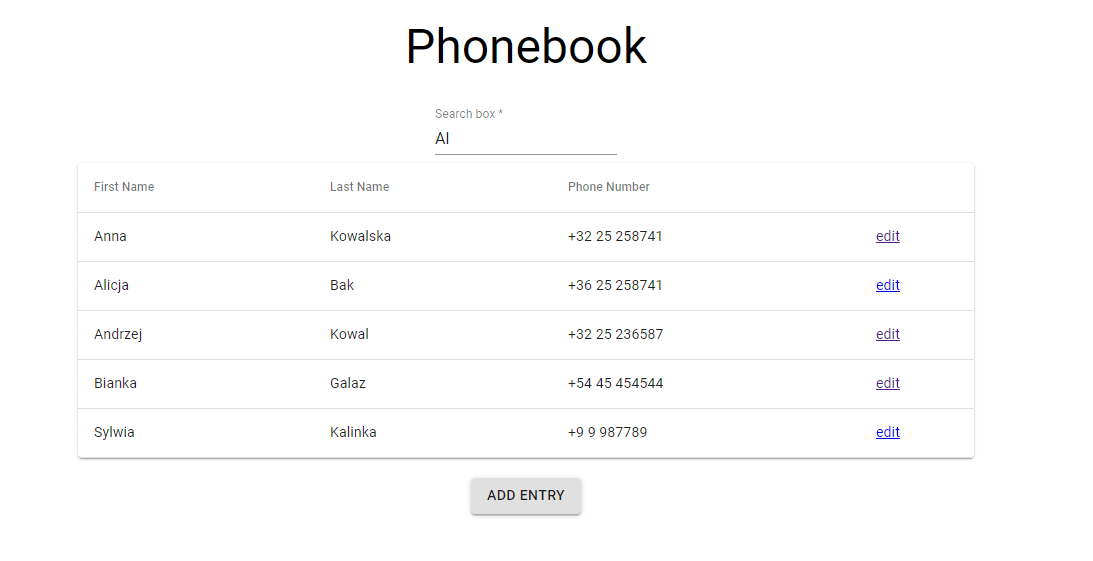 Phonebook
Search box *
Al
First Name Last Name Phone Number
Anna Kowalska +32 25 258741 edit
Alicja Bak +36 25 258741 edit
Andrzej Kowal +32 25 236587 edit
Bianka Galaz +54 45 454544 edit
Sylwia Kalinka +9 9 987789 edit
ADD ENTRY